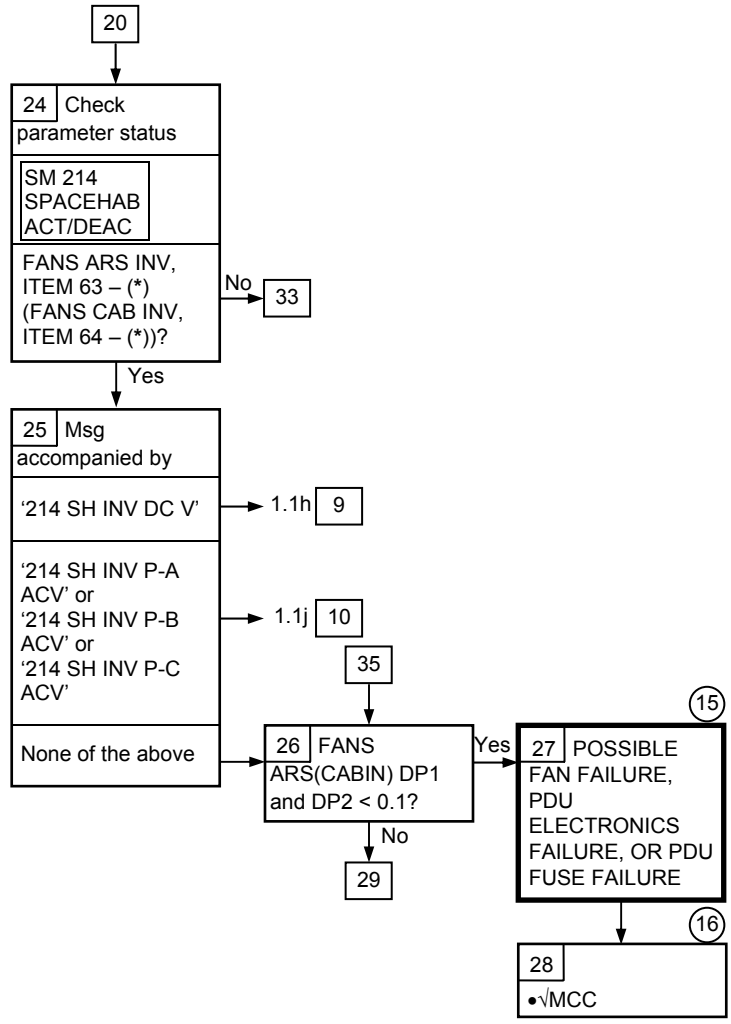 20
24 Check
parameter status
SM 214
SPACEHAB
ACT/DEAC
FANS ARS INV,
ITEM 63 – (*)
(FANS CAB INV,
ITEM 64 – (*))?
No
33
Yes
25 Msg
accompanied by
‘214 SH INV DC V’
1.1h 9
‘214 SH INV P-A
ACV’ or
‘214 SH INV P-B
ACV’ or
‘214 SH INV P-C
ACV’
1.1j 10
None of the above
35
26 FANS
ARS(CABIN) DP1
and DP2 < 0.1?
No
29
Yes
15
27 POSSIBLE
FAN FAILURE,
PDU
ELECTRONICS
FAILURE, OR PDU
FUSE FAILURE
16
28
•√MCC